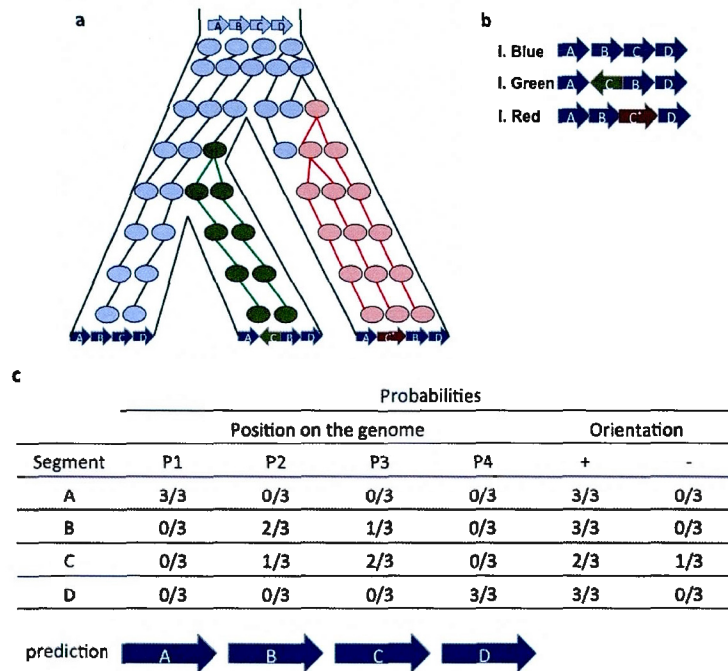 a
A B C D
A B C D
A C B D
A C' B D
b
I. Blue A B C D
I. Green A C B D
I. Red A B C' D
c
Probabilities
Position on the genome Orientation
Segment P1 P2 P3 P4 + -
A 3/3 0/3 0/3 0/3 3/3 0/3
B 0/3 2/3 1/3 0/3 3/3 0/3
C 0/3 1/3 2/3 0/3 2/3 1/3
D 0/3 0/3 0/3 3/3 3/3 0/3
prediction A B C D